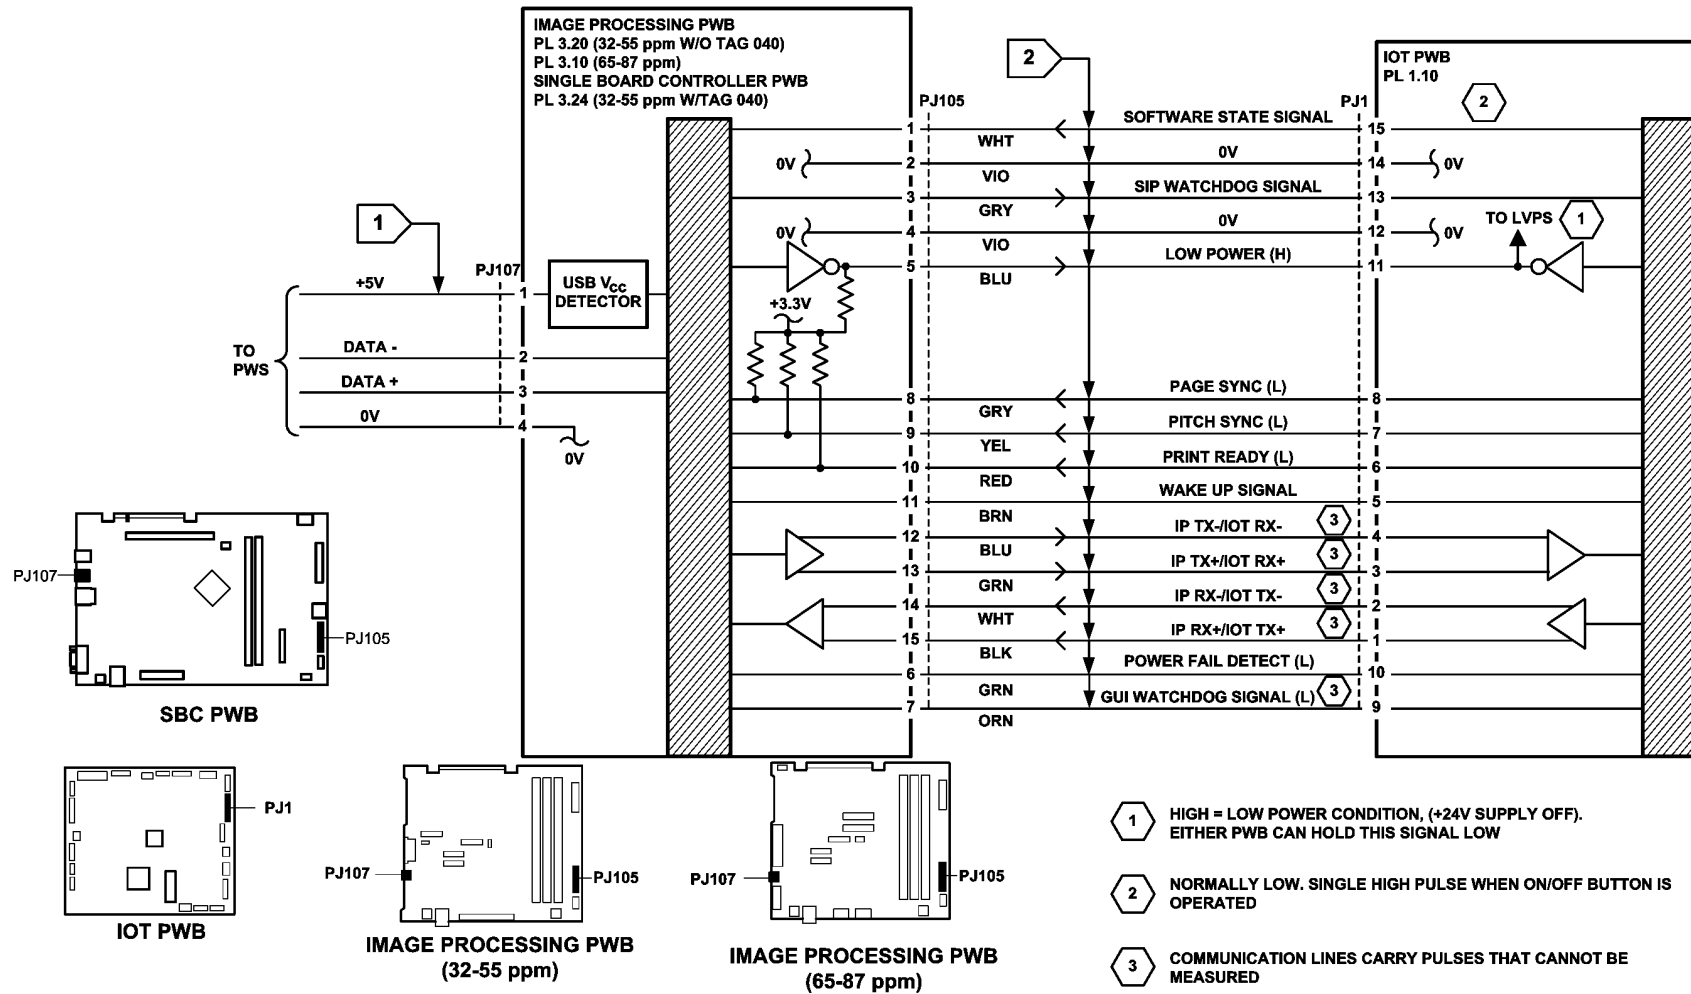 IMAGE PROCESSING PWB
PL 3.20 (32-55 ppm W/O TAG 040)
PL 3.10 (65-87 ppm)
SINGLE BOARD CONTROLLER PWB
PL 3.24 (32-55 ppm W/TAG 040)
2
IOT PWB
PL 1.10
2
PJ105
PJ1
1 WHT SOFTWARE STATE SIGNAL 15
0V 2 VIO 0V 14 0V
3 GRY SIP WATCHDOG SIGNAL 13
0V 4 VIO 0V 12 0V
TO LVPS 1
5 BLU LOW POWER (H) 11
1
PJ107
+5V 1
USB VCC
DETECTOR
+3.3V
TO
PWS
DATA - 2
DATA + 3
0V 4
0V
8 GRY PAGE SYNC (L) 8
9 YEL PITCH SYNC (L) 7
10 RED PRINT READY (L) 6
11 BRN WAKE UP SIGNAL 5
12 BLU IP TX-/IOT RX- 3 4
13 GRN IP TX+/IOT RX+ 3 3
14 WHT IP RX-/IOT TX- 3 2
15 BLK IP RX+/IOT TX+ 3 1
6 GRN POWER FAIL DETECT (L) 10
7 ORN GUI WATCHDOG SIGNAL (L) 3 9
PJ107
PJ105
SBC PWB
PJ1
IOT PWB
PJ107
PJ105
IMAGE PROCESSING PWB
(32-55 ppm)
PJ107
PJ105
IMAGE PROCESSING PWB
(65-87 ppm)
1 HIGH = LOW POWER CONDITION, (+24V SUPPLY OFF).
EITHER PWB CAN HOLD THIS SIGNAL LOW
2 NORMALLY LOW. SINGLE HIGH PULSE WHEN ON/OFF BUTTON IS
OPERATED
3 COMMUNICATION LINES CARRY PULSES THAT CANNOT BE
MEASURED